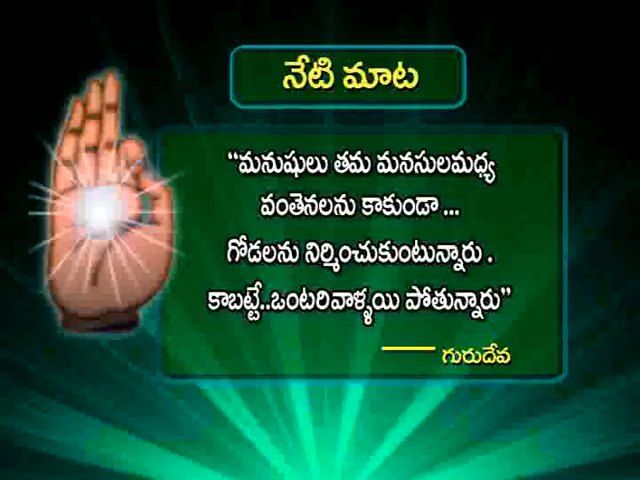 నేటి మాట
“మనుషులు తమ మనసులమధ్య
వంతెనలను కాకుండా ...
గోడలను నిర్మించుకుంటున్నారు .
కాబట్టే..ఒంటరివాళ్ళయి పోతున్నారు”
—— గురుదేవ